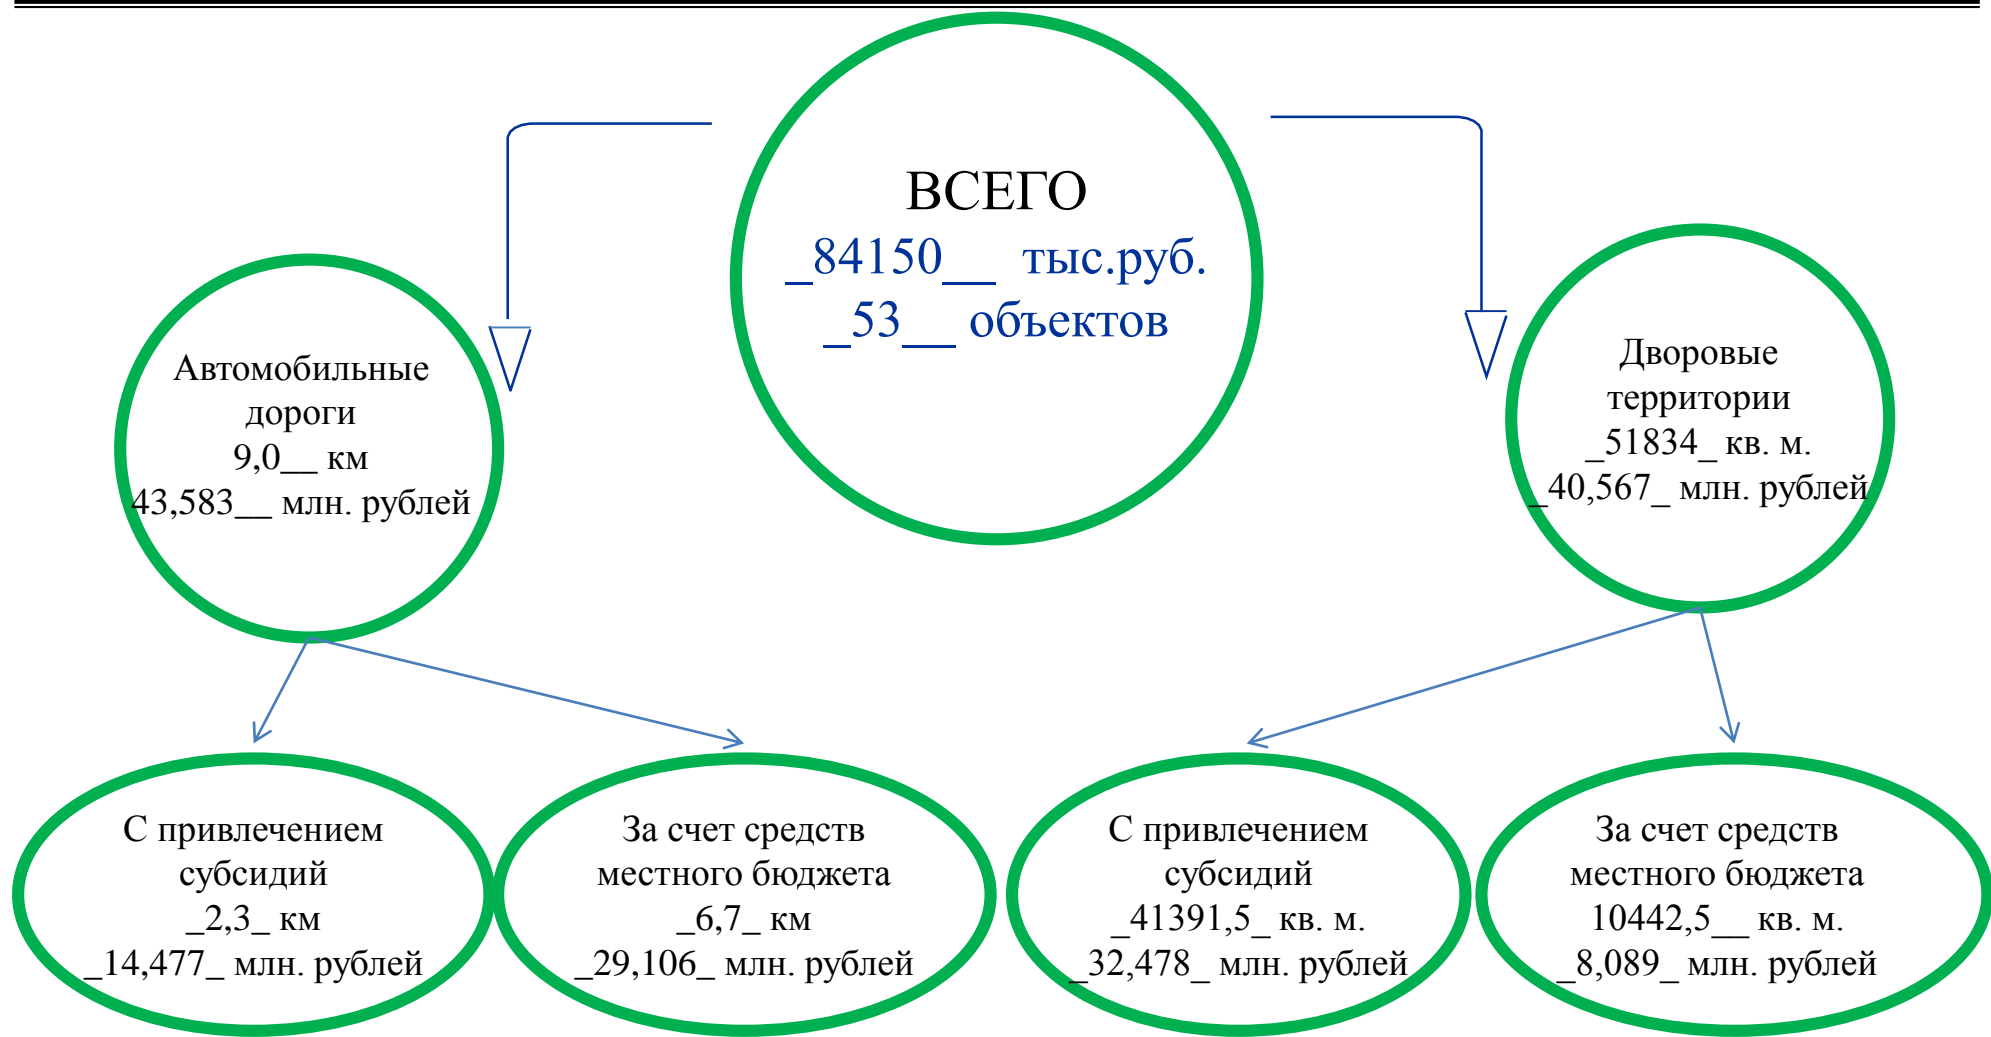 ВСЕГО
_84150__ тыс.руб.
_53__ объектов
Автомобильные
дороги
9,0__ км
43,583__ млн. рублей
Дворовые
территории
_51834_ кв. м.
_40,567_ млн. рублей
С привлечением
субсидий
_2,3_ км
_14,477_ млн. рублей
За счет средств
местного бюджета
_6,7_ км
_29,106_ млн. рублей
С привлечением
субсидий
_41391,5_ кв. м.
_32,478_ млн. рублей
За счет средств
местного бюджета
10442,5__ кв. м.
_8,089_ млн. рублей